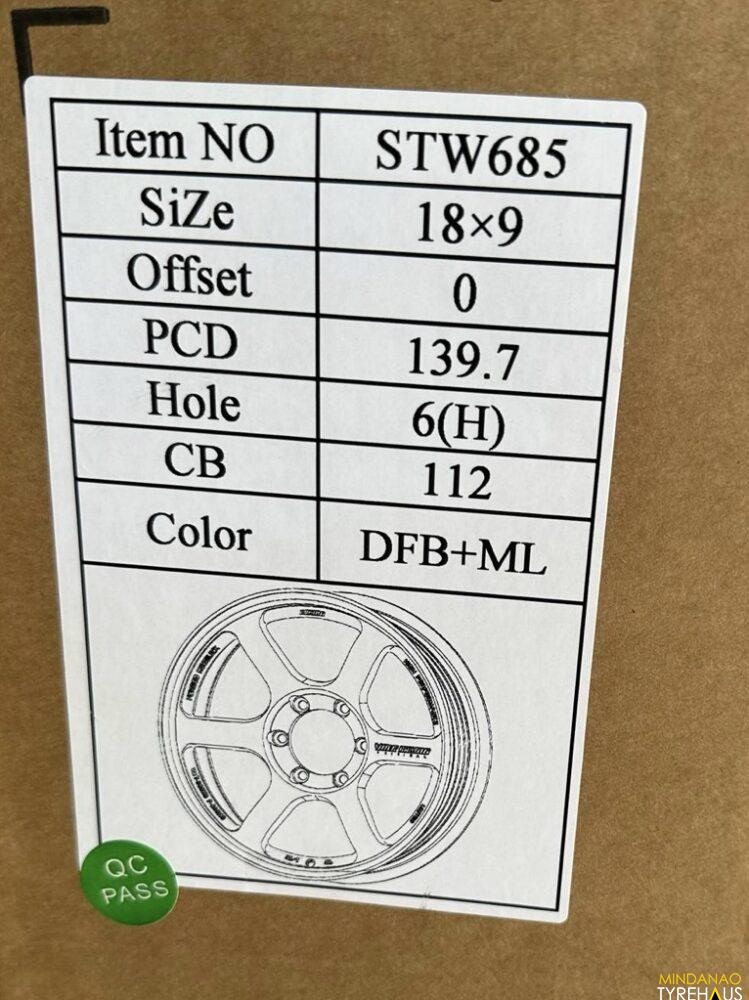 Item NO STW685
SiZe 18×9
Offset 0
PCD 139.7
Hole 6(H)
CB 112
Color DFB+ML
QC
PASS
MINDANAO
TYREHAUS